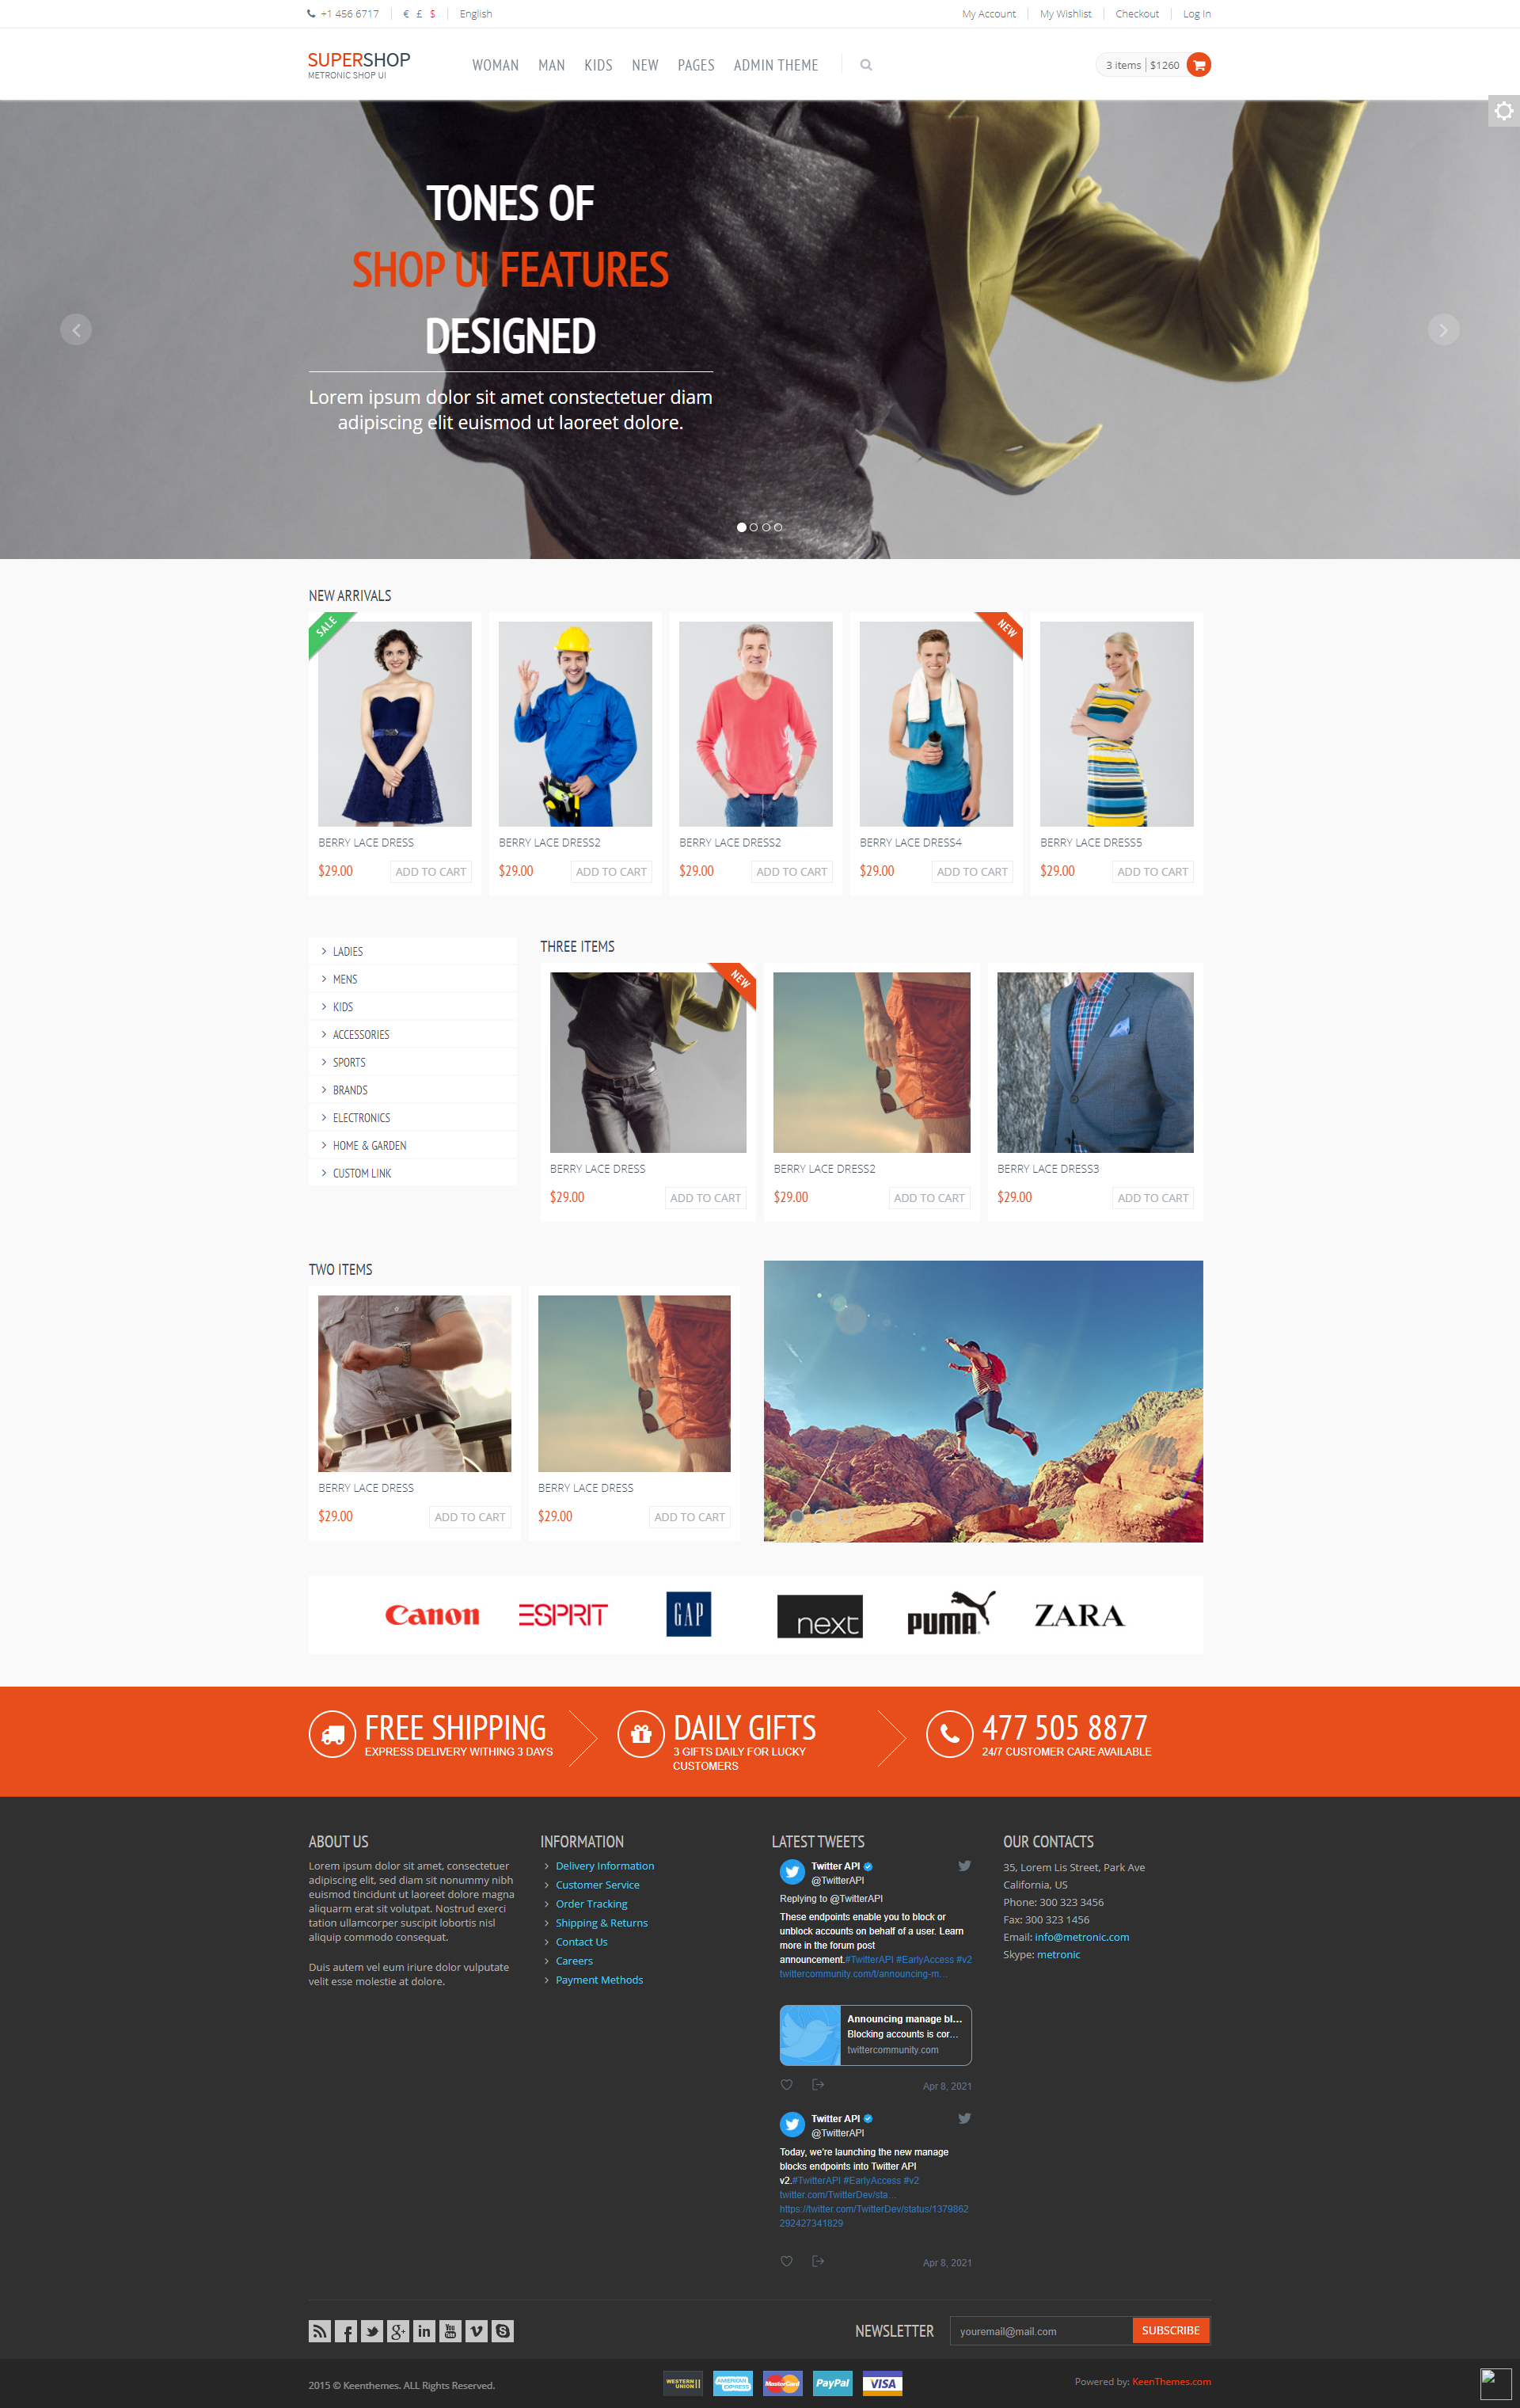 +1 456 6717
€ £ $
English
My Account
My Wishlist
Checkout
Log In
SUPERSHOP
METRONIC SHOP UI
WOMAN
MAN
KIDS
NEW
PAGES
ADMIN THEME
3 items
$1260
TONES OF
SHOP UI FEATURES
DESIGNED
Lorem ipsum dolor sit amet constectetuer diam
adipiscing elit euismod ut laoreet dolore.
NEW ARRIVALS
SALE
BERRY LACE DRESS
$29.00
ADD TO CART
BERRY LACE DRESS2
$29.00
ADD TO CART
BERRY LACE DRESS2
$29.00
ADD TO CART
NEW
BERRY LACE DRESS4
$29.00
ADD TO CART
BERRY LACE DRESS5
$29.00
ADD TO CART
LADIES
MENS
KIDS
ACCESSORIES
SPORTS
BRANDS
ELECTRONICS
HOME & GARDEN
CUSTOM LINK
THREE ITEMS
NEW
BERRY LACE DRESS
$29.00
ADD TO CART
BERRY LACE DRESS2
$29.00
ADD TO CART
BERRY LACE DRESS3
$29.00
ADD TO CART
TWO ITEMS
BERRY LACE DRESS
$29.00
ADD TO CART
BERRY LACE DRESS
$29.00
ADD TO CART
Canon
ESPRIT
GAP
next
PUMA
ZARA
FREE SHIPPING
EXPRESS DELIVERY WITHING 3 DAYS
DAILY GIFTS
3 GIFTS DAILY FOR LUCKY
CUSTOMERS
477 505 8877
24/7 CUSTOMER CARE AVAILABLE
ABOUT US
Lorem ipsum dolor sit amet, consectetuer
adipiscing elit, sed diam sit nonummy nibh
euismod tincidunt ut laoreet dolore magna
aliquarm erat sit volutpat. Nostrud exerci
tation ullamcorper suscipit lobortis nisl
aliquip commodo consequat.
Duis autem vel eum iriure dolor vulputate
velit esse molestie at dolore.
INFORMATION
Delivery Information
Customer Service
Order Tracking
Shipping & Returns
Contact Us
Careers
Payment Methods
LATEST TWEETS
Twitter API
@TwitterAPI
Replying to @TwitterAPI
These endpoints enable you to block or
unblock accounts on behalf of a user. Learn
more in the forum post
announcement.#TwitterAPI #EarlyAccess #v2
twittercommunity.com/t/announcing-m…
Announcing manage bl…
Blocking accounts is cor…
twittercommunity.com
Apr 8, 2021
Twitter API
@TwitterAPI
Today, we're launching the new manage
blocks endpoints into Twitter API
v2.#TwitterAPI #EarlyAccess #v2
twitter.com/TwitterDev/sta…
https://twitter.com/TwitterDev/status/1379862
292427341829
Apr 8, 2021
OUR CONTACTS
35, Lorem Lis Street, Park Ave
California, US
Phone: 300 323 3456
Fax: 300 323 1456
Email: info@metronic.com
Skype: metronic
NEWSLETTER
youremail@mail.com
SUBSCRIBE
2015 © Keenthemes. ALL Rights Reserved.
WESTERN UNION
AMERICAN EXPRESS
MasterCard
PayPal
VISA
Powered by: KeenThemes.com